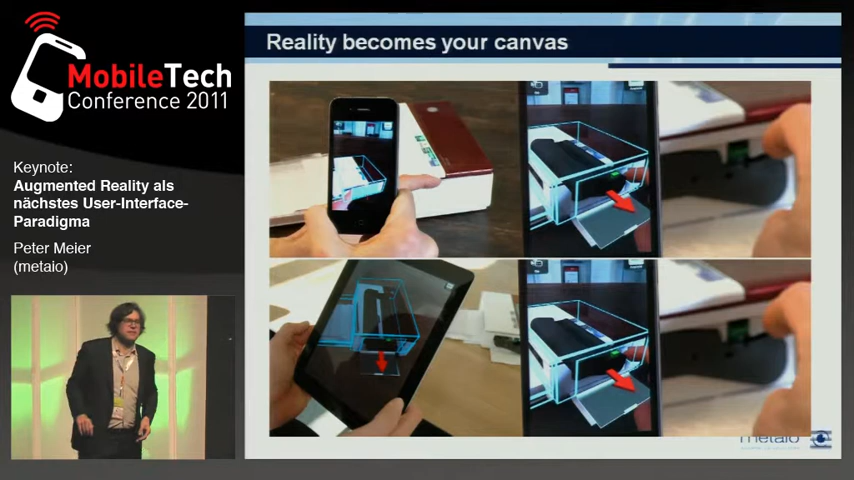 MobileTech
Conference 2011
Keynote:
Augmented Reality als
nächstes User-Interface-
Paradigma
Peter Meier
(metaio)
Reality becomes your canvas
metaio